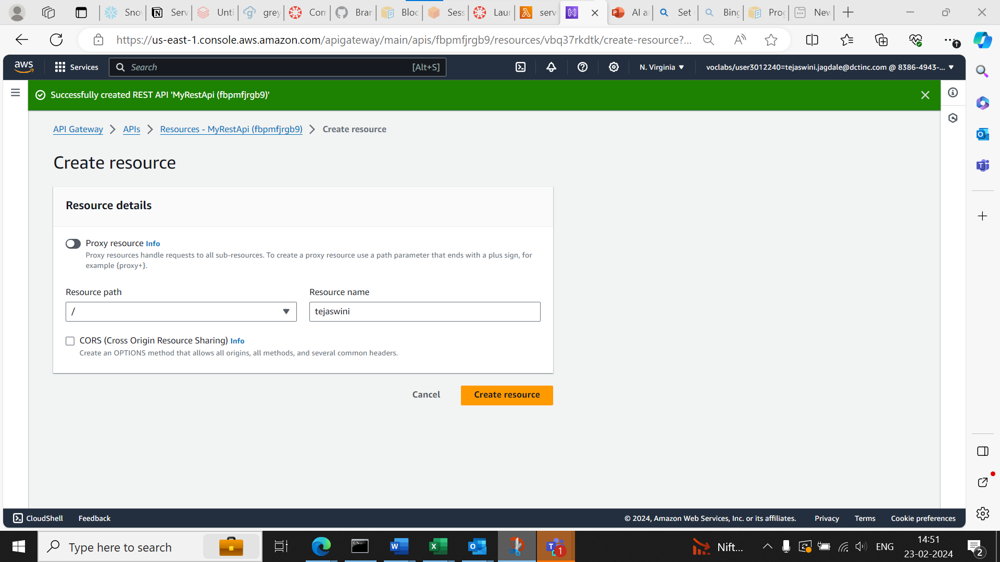 Sno
Serv
Unti
grey
Con
Bran
Bloc
Sess
Laun
serv
AI a
Set
Bing
Prog
New
https://us-east-1.console.aws.amazon.com/apigateway/main/apis/fbpmfjrgb9/resources/vbq37rkdtk/create-resource?...
aws
Services
Search
[Alt+S]
N. Virginia
voclabs/user3012240=tejaswini.jagdale@dctinc.com @ 8386-4943-...
Successfully created REST API 'MyRestApi (fbpmfjrgb9)'
API Gateway
APIs
Resources - MyRestApi (fbpmfjrgb9)
Create resource
Create resource
Resource details
Proxy resource Info
Proxy resources handle requests to all sub-resources. To create a proxy resource use a path parameter that ends with a plus sign, for
example {proxy+}.
Resource path
Resource name
/
tejaswini
CORS (Cross Origin Resource Sharing) Info
Create an OPTIONS method that allows all origins, all methods, and several common headers.
Cancel
Create resource
CloudShell
Feedback
© 2024, Amazon Web Services, Inc. or its affiliates.
Privacy
Terms
Cookie preferences
Type here to search
1
Nift...
ENG
14:51
23-02-2024
2